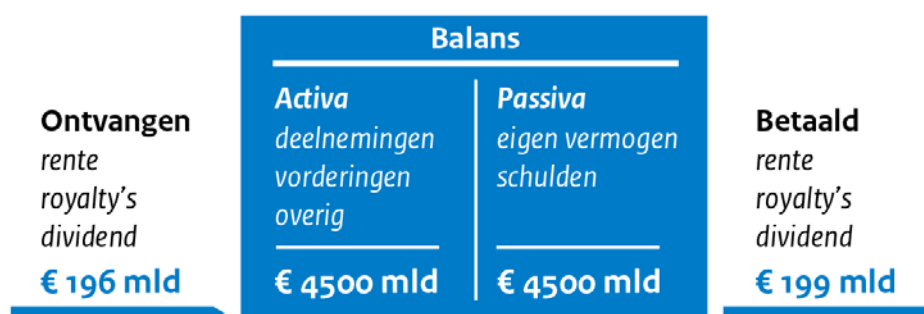 Balans
Ontvangen
rente
royalty's
dividend
€ 196 mld
Activa
deelnemingen
vorderingen
overig
€ 4500 mld
Passiva
eigen vermogen
schulden
€ 4500 mld
Betaald
rente
royalty's
dividend
€ 199 mld